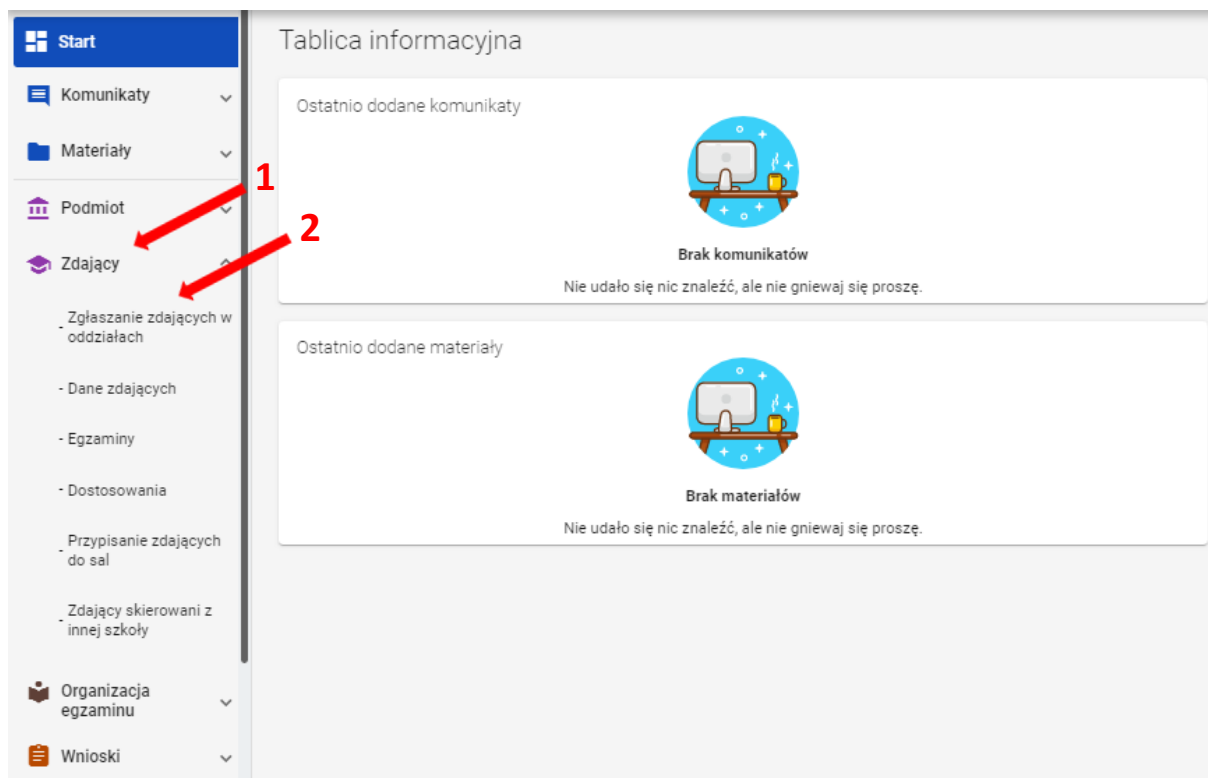 Start
Komunikaty
Materiały
Podmiot
Zdający
- Zgłaszanie zdających w
oddziałach
- Dane zdających
- Egzaminy
- Dostosowania
- Przypisanie zdających
do sal
- Zdający skierowani z
innej szkoły
Organizacja
egzaminu
Wnioski
1
2
Tablica informacyjna
Ostatnio dodane komunikaty
Brak komunikatów
Nie udało się nic znaleźć, ale nie gniewaj się proszę.
Ostatnio dodane materiały
Brak materiałów
Nie udało się nic znaleźć, ale nie gniewaj się proszę.